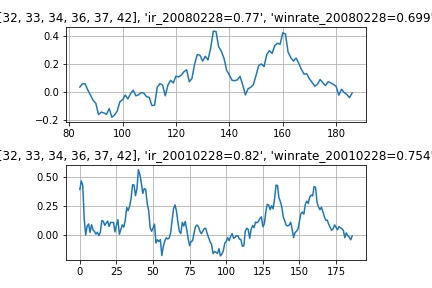 [32, 33, 34, 36, 37, 42], 'ir_20080228=0.77', 'winrate_20080228=0.699'
0.4
0.2
0.0
−0.2
80 100 120 140 160 180
[32, 33, 34, 36, 37, 42], 'ir_20010228=0.82', 'winrate_20010228=0.754'
0.50
0.25
0.00
0 25 50 75 100 125 150 175